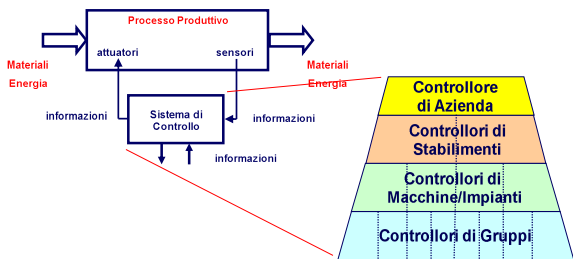 Processo Produttivo
attuatori
sensori
Materiali
Energia
Materiali
Energia
informazioni
Sistema di
Controllo
informazioni
informazioni
Controllore
di Azienda
Controllori di
Stabilimenti
Controllori di
Macchine/Impianti
Controllori di Gruppi